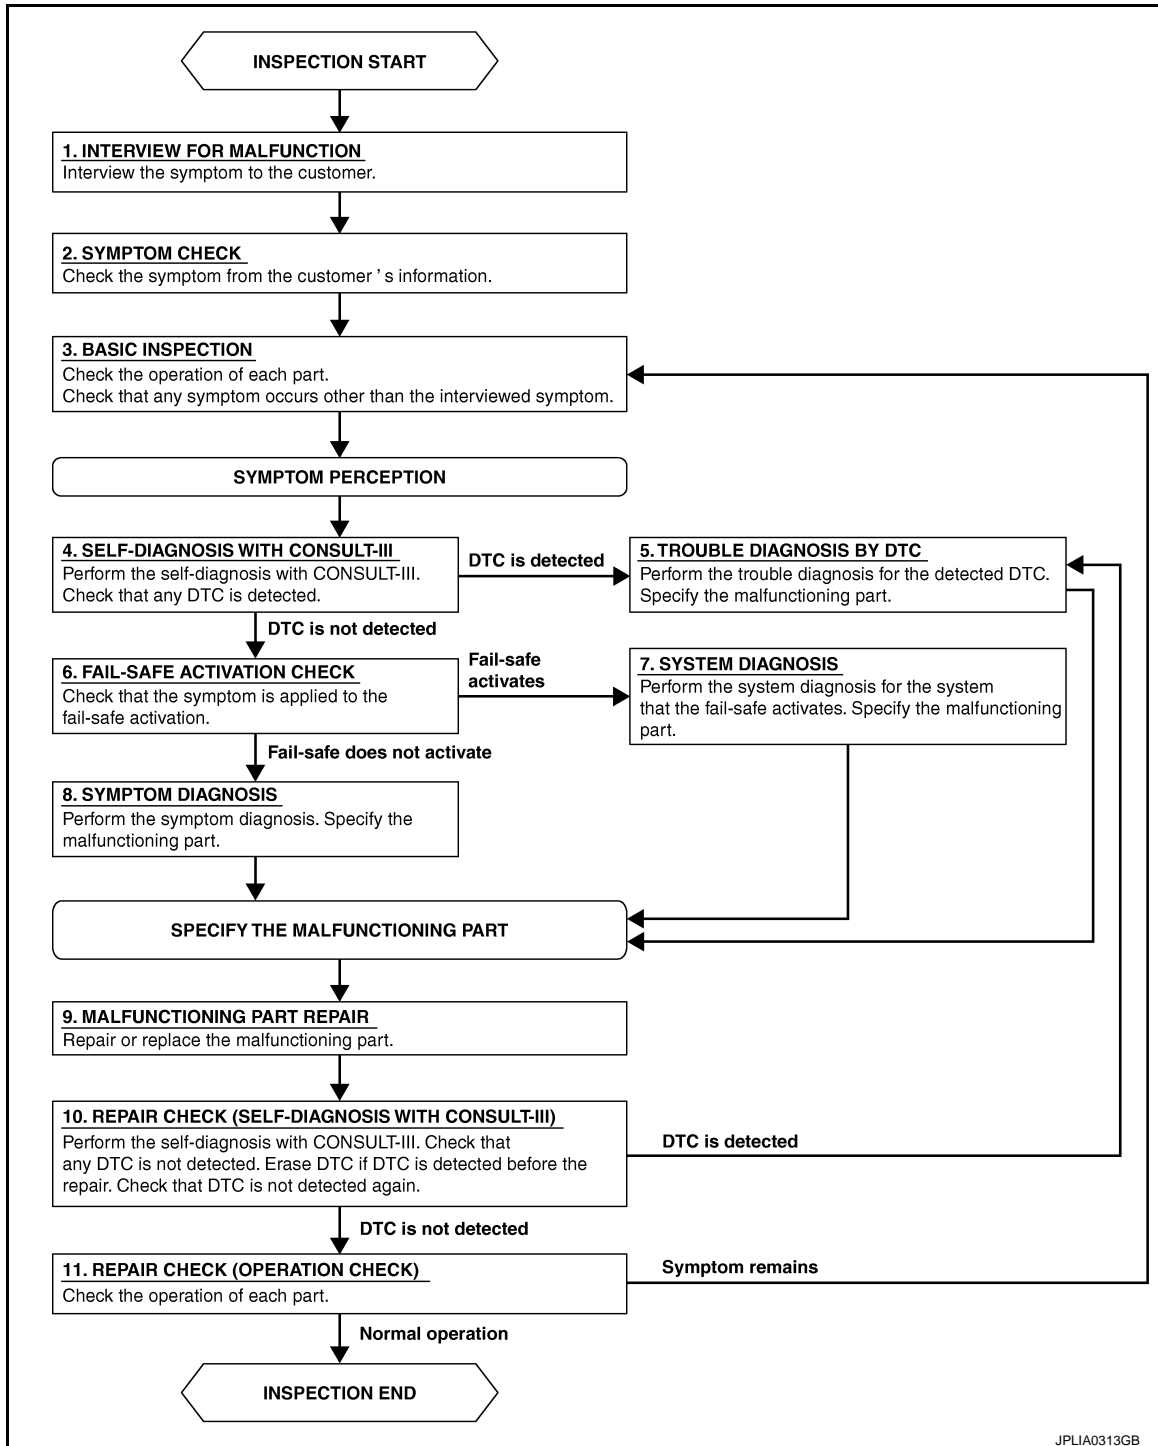 INSPECTION START
1. INTERVIEW FOR MALFUNCTION
Interview the symptom to the customer.
2. SYMPTOM CHECK
Check the symptom from the customer ’ s information.
3. BASIC INSPECTION
Check the operation of each part.
Check that any symptom occurs other than the interviewed symptom.
SYMPTOM PERCEPTION
4. SELF-DIAGNOSIS WITH CONSULT-III
Perform the self-diagnosis with CONSULT-III.
Check that any DTC is detected.
DTC is detected
5. TROUBLE DIAGNOSIS BY DTC
Perform the trouble diagnosis for the detected DTC.
Specify the malfunctioning part.
DTC is not detected
6. FAIL-SAFE ACTIVATION CHECK
Check that the symptom is applied to the
fail-safe activation.
Fail-safe
activates
7. SYSTEM DIAGNOSIS
Perform the system diagnosis for the system
that the fail-safe activates. Specify the malfunctioning
part.
Fail-safe does not activate
8. SYMPTOM DIAGNOSIS
Perform the symptom diagnosis. Specify the
malfunctioning part.
SPECIFY THE MALFUNCTIONING PART
9. MALFUNCTIONING PART REPAIR
Repair or replace the malfunctioning part.
10. REPAIR CHECK (SELF-DIAGNOSIS WITH CONSULT-III)
Perform the self-diagnosis with CONSULT-III. Check that
any DTC is not detected. Erase DTC if DTC is detected before the
repair. Check that DTC is not detected again.
DTC is detected
DTC is not detected
11. REPAIR CHECK (OPERATION CHECK)
Check the operation of each part.
Symptom remains
Normal operation
INSPECTION END
JPLIA0313GB